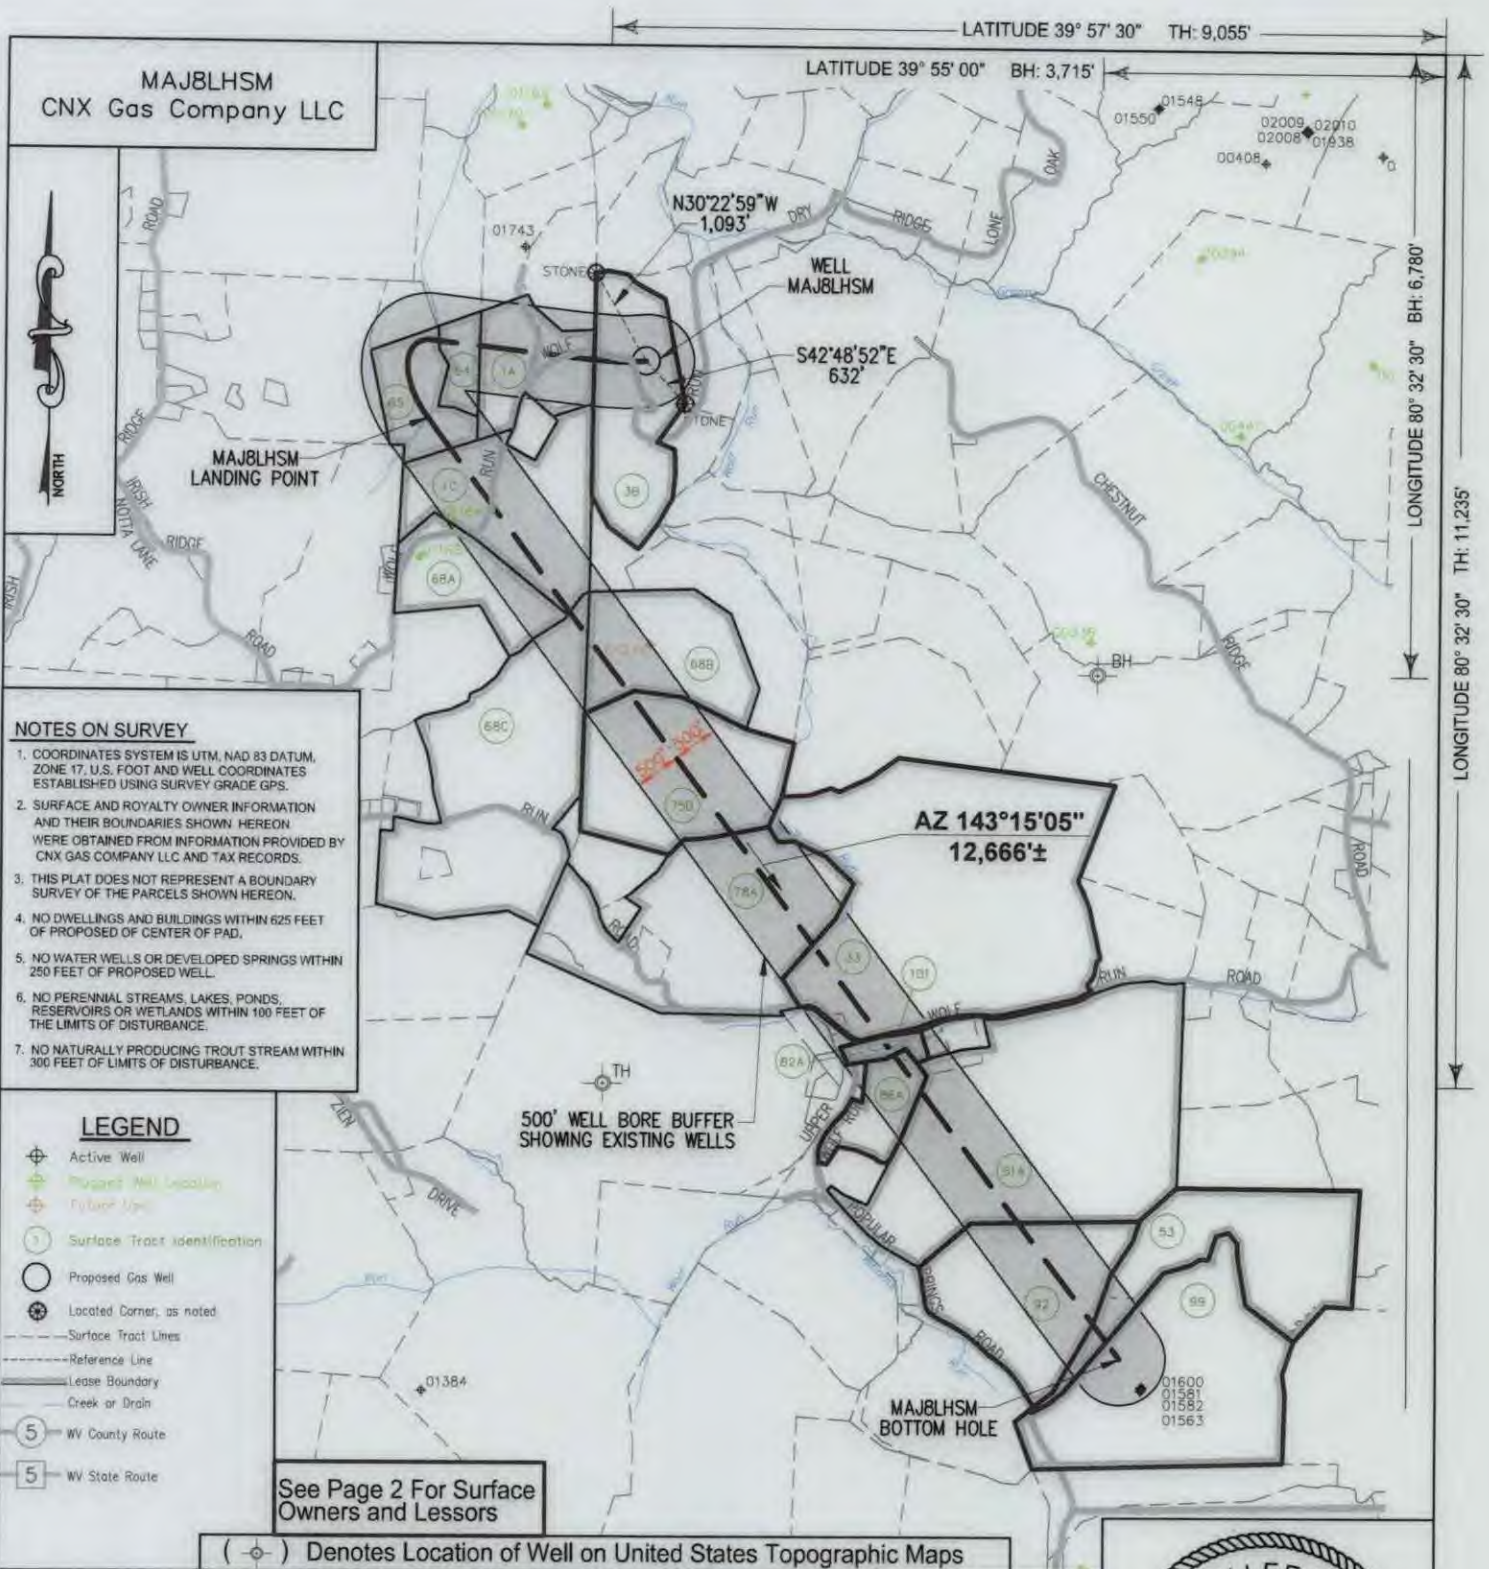 LATITUDE 39° 57' 30" TH: 9,055'
LATITUDE 39° 55' 00" BH: 3,715'
MAJ8LHSM
CNX Gas Company LLC
NORTH
LONGITUDE 80° 32' 30" BH: 6,780'
LONGITUDE 80° 32' 30" TH: 11,235'
01548
01550
02009 02010
02008 01938
00408
01743
STONE
N30°22'59"W
1,093'
DRY
RIDGE
LONE
OAK
WELL
MAJ8LHSM
S42°48'52"E
632'
RUN
STONE
WOLF
64
1A
65
MAJ8LHSM
LANDING POINT
RUN
1C
3B
ROAD
RIDGE
IRISH
NOTTA LANE
RIDGE
ROAD
IRISH
68A
68B
68C
CHESTNUT
RIDGE
ROAD
BH
500' 500'
75D
RUN
AZ 143°15'05"
12,666'±
78A
ROAD
33
101
WOLF
RUN
ROAD
82A
86A
UPPER
TH
500' WELL BORE BUFFER
SHOWING EXISTING WELLS
91A
POPULAR
SPRINGS
ROAD
53
92
99
ZIEN
DRIVE
01384
MAJ8LHSM
BOTTOM HOLE
01600
01581
01582
01563
NOTES ON SURVEY
1. COORDINATES SYSTEM IS UTM, NAD 83 DATUM,
ZONE 17, U.S. FOOT AND WELL COORDINATES
ESTABLISHED USING SURVEY GRADE GPS.
2. SURFACE AND ROYALTY OWNER INFORMATION
AND THEIR BOUNDARIES SHOWN HEREON
WERE OBTAINED FROM INFORMATION PROVIDED BY
CNX GAS COMPANY LLC AND TAX RECORDS.
3. THIS PLAT DOES NOT REPRESENT A BOUNDARY
SURVEY OF THE PARCELS SHOWN HEREON.
4. NO DWELLINGS AND BUILDINGS WITHIN 625 FEET
OF PROPOSED OF CENTER OF PAD.
5. NO WATER WELLS OR DEVELOPED SPRINGS WITHIN
250 FEET OF PROPOSED WELL.
6. NO PERENNIAL STREAMS, LAKES, PONDS,
RESERVOIRS OR WETLANDS WITHIN 100 FEET OF
THE LIMITS OF DISTURBANCE.
7. NO NATURALLY PRODUCING TROUT STREAM WITHIN
300 FEET OF LIMITS OF DISTURBANCE.
LEGEND
Active Well
Plugged Well Location
Surface Tract Identification
Proposed Gas Well
Located Corner, as noted
Surface Tract Lines
Reference Line
Lease Boundary
Creek or Drain
5 WV County Route
5 WV State Route
See Page 2 For Surface
Owners and Lessors
( ) Denotes Location of Well on United States Topographic Maps